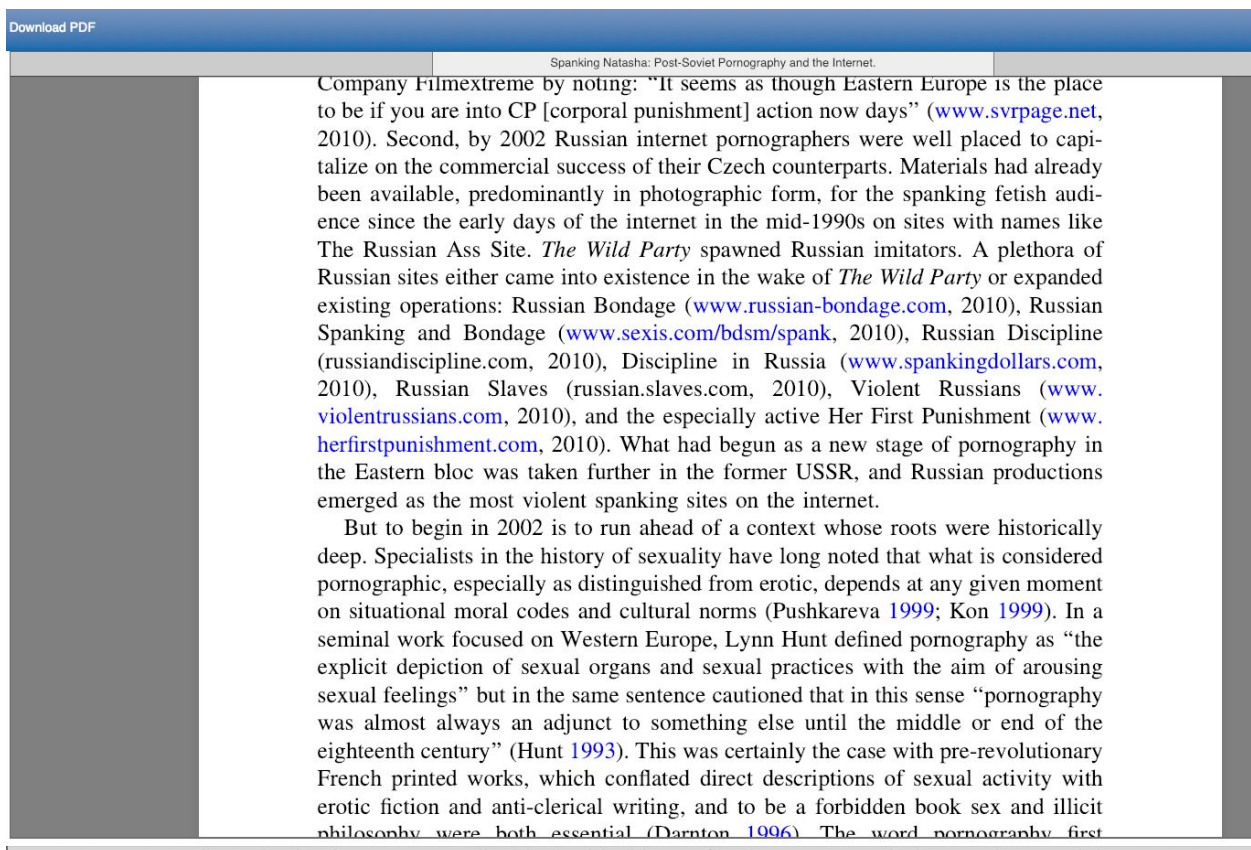 Download PDF
Spanking Natasha: Post-Soviet Pornography and the Internet.
Company Filmextreme by noting: “It seems as though Eastern Europe is the place
to be if you are into CP [corporal punishment] action now days” (www.svrpage.net,
2010). Second, by 2002 Russian internet pornographers were well placed to capi-
talize on the commercial success of their Czech counterparts. Materials had already
been available, predominantly in photographic form, for the spanking fetish audi-
ence since the early days of the internet in the mid-1990s on sites with names like
The Russian Ass Site. The Wild Party spawned Russian imitators. A plethora of
Russian sites either came into existence in the wake of The Wild Party or expanded
existing operations: Russian Bondage (www.russian-bondage.com, 2010), Russian
Spanking and Bondage (www.sexis.com/bdsm/spank, 2010), Russian Discipline
(russiandiscipline.com, 2010), Discipline in Russia (www.spankingdollars.com,
2010), Russian Slaves (russian.slaves.com, 2010), Violent Russians (www.
violentrussians.com, 2010), and the especially active Her First Punishment (www.
herfirstpunishment.com, 2010). What had begun as a new stage of pornography in
the Eastern bloc was taken further in the former USSR, and Russian productions
emerged as the most violent spanking sites on the internet.
But to begin in 2002 is to run ahead of a context whose roots were historically
deep. Specialists in the history of sexuality have long noted that what is considered
pornographic, especially as distinguished from erotic, depends at any given moment
on situational moral codes and cultural norms (Pushkareva 1999; Kon 1999). In a
seminal work focused on Western Europe, Lynn Hunt defined pornography as “the
explicit depiction of sexual organs and sexual practices with the aim of arousing
sexual feelings” but in the same sentence cautioned that in this sense “pornography
was almost always an adjunct to something else until the middle or end of the
eighteenth century” (Hunt 1993). This was certainly the case with pre-revolutionary
French printed works, which conflated direct descriptions of sexual activity with
erotic fiction and anti-clerical writing, and to be a forbidden book sex and illicit
philosophy were both essential (Darnton 1996). The word pornography first